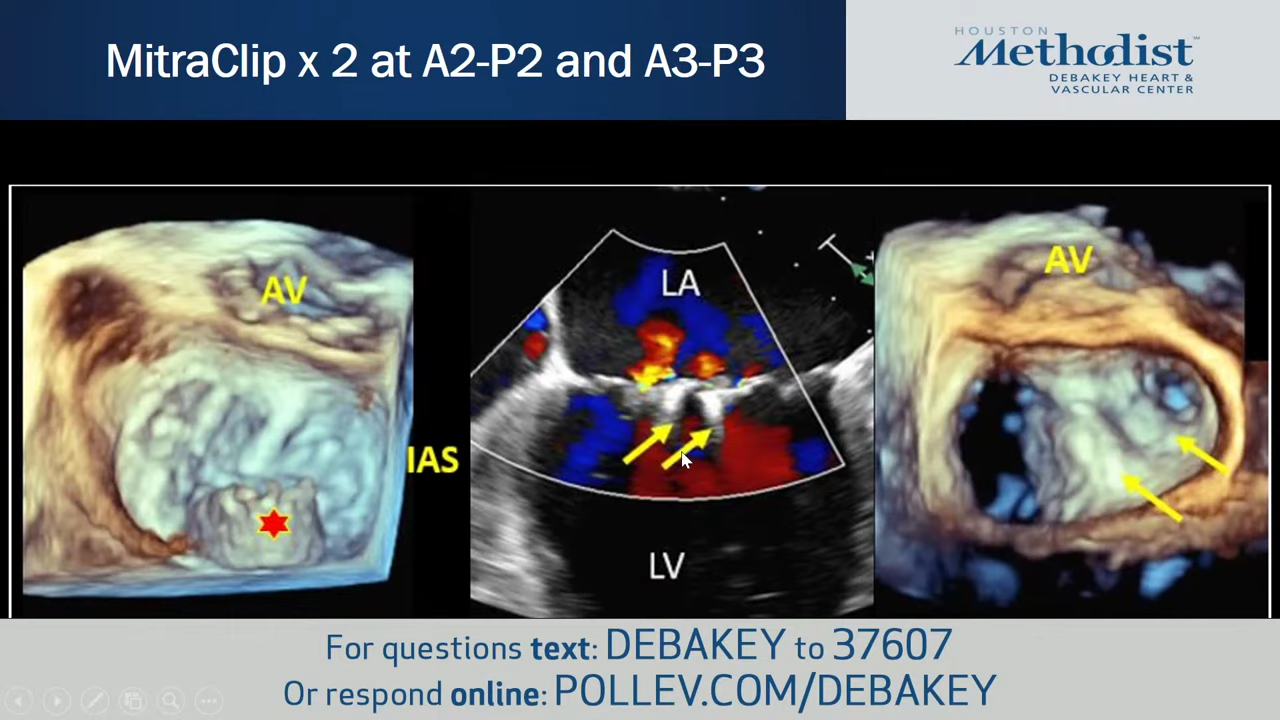 MitraClip x 2 at A2-P2 and A3-P3
HOUSTON
Methodist
DEBAKEY HEART &
VASCULAR CENTER
AV
IAS
LA
LV
AV
For questions text: DEBAKEY to 37607
Or respond online: POLLEV.COM/DEBAKEY